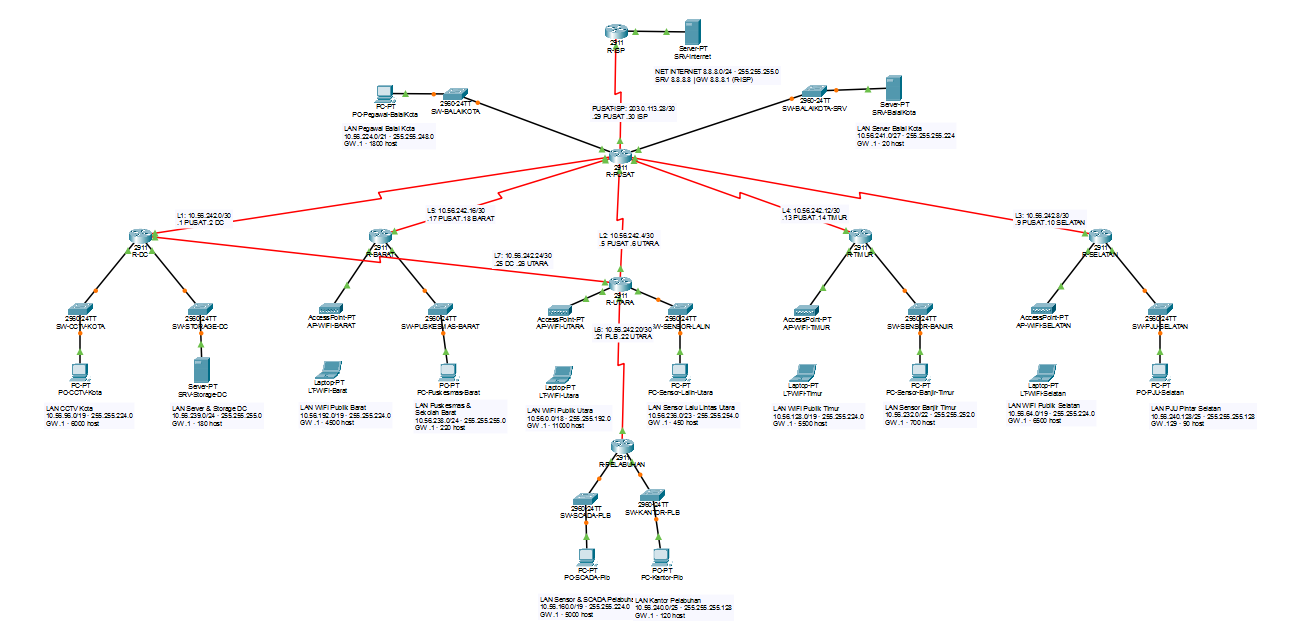 2911
R-ISP
Server-PT
SRV-Internet
NET INTERNET 8.8.8.0/24 - 255.255.255.0
SRV 8.8.8.8 | GW 8.8.8.1 (R-ISP)
PC-PT
PC-Pegawai-BalaiKota
2960-24TT
SW-BALAIKOTA
LAN Pegawai Balai Kota
10.56.224.0/21 - 255.255.248.0
GW .1 - 1800 host
PUSAT-ISP: 203.0.113.28/30
.29 PUSAT .30 ISP
2960-24TT
SW-BALAIKOTA-SRV
Server-PT
SRV-BalaiKota
LAN Server Balai Kota
10.56.241.0/27 - 255.255.255.224
GW .1 - 20 host
2911
R-PUSAT
L1: 10.56.242.0/30
.1 PUSAT .2 DC
L5: 10.56.242.16/30
.17 PUSAT .18 BARAT
L2: 10.56.242.4/30
.5 PUSAT .6 UTARA
L4: 10.56.242.12/30
.13 PUSAT .14 TIMUR
L3: 10.56.242.8/30
.9 PUSAT .10 SELATAN
L7: 10.56.242.24/30
.25 DC .26 UTARA
2911
R-DC
2911
R-BARAT
2911
R-UTARA
2911
R-TIMUR
2911
R-SELATAN
2960-24TT
SW-CCTV-KOTA
2960-24TT
SW-STORAGE-DC
AccessPoint-PT
AP-WIFI-BARAT
2960-24TT
SW-PUSKESMAS-BARAT
AccessPoint-PT
AP-WIFI-UTARA
2960-24TT
SW-SENSOR-LALIN
AccessPoint-PT
AP-WIFI-TIMUR
2960-24TT
SW-SENSOR-BANJIR
AccessPoint-PT
AP-WIFI-SELATAN
2960-24TT
SW-PJU-SELATAN
L6: 10.56.242.20/30
.21 PLB .22 UTARA
PC-PT
PC-CCTV-Kota
Server-PT
SRV-Storage-DC
Laptop-PT
LT-WIFI-Barat
PC-PT
PC-Puskesmas-Barat
Laptop-PT
LT-WIFI-Utara
PC-PT
PC-Sensor-Lalin-Utara
Laptop-PT
LT-WIFI-Timur
PC-PT
PC-Sensor-Banjir-Timur
Laptop-PT
LT-WIFI-Selatan
PC-PT
PC-PJU-Selatan
LAN CCTV Kota
10.56.96.0/19 - 255.255.224.0
GW .1 - 6000 host
LAN Server & Storage DC
10.56.239.0/24 - 255.255.255.0
GW .1 - 180 host
LAN WIFI Publik Barat
10.56.192.0/19 - 255.255.224.0
GW .1 - 4500 host
LAN Puskesmas &
Sekolah Barat
10.56.238.0/24 - 255.255.255.0
GW .1 - 220 host
LAN WIFI Publik Utara
10.56.0.0/18 - 255.255.192.0
GW .1 - 11000 host
LAN Sensor Lalu Lintas Utara
10.56.236.0/23 - 255.255.254.0
GW .1 - 450 host
LAN WIFI Publik Timur
10.56.128.0/19 - 255.255.224.0
GW .1 - 5500 host
LAN Sensor Banjir Timur
10.56.232.0/22 - 255.255.252.0
GW .1 - 700 host
LAN WIFI Publik Selatan
10.56.64.0/19 - 255.255.224.0
GW .1 - 6500 host
LAN PJU Pintar Selatan
10.56.240.128/25 - 255.255.255.128
GW .129 - 90 host
2911
R-PELABUHAN
2960-24TT
SW-SCADA-PLB
2960-24TT
SW-KANTOR-PLB
PC-PT
PC-SCADA-Plb
PC-PT
PC-Kantor-Plb
LAN Sensor & SCADA Pelabuh
10.56.160.0/19 - 255.255.224.0
GW .1 - 5000 host
LAN Kantor Pelabuhan
10.56.240.0/25 - 255.255.255.128
GW .1 - 120 host